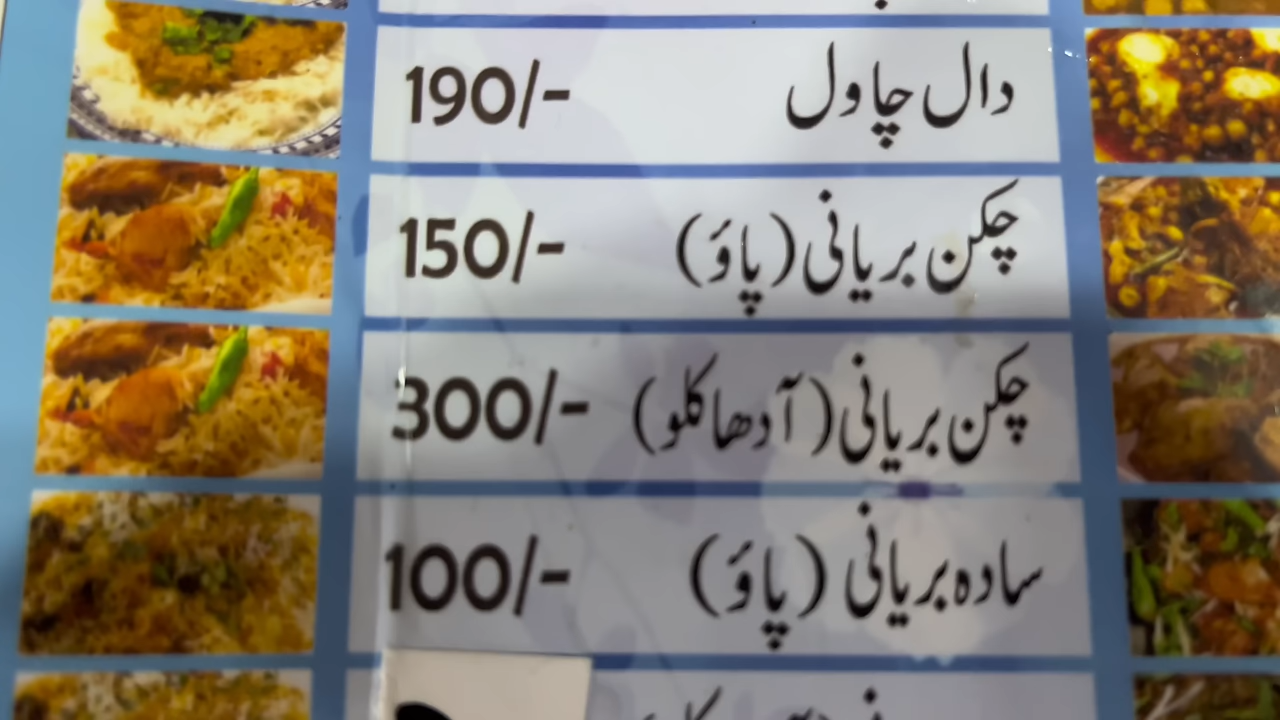 دال چاول 190/-
چکن بریانی (پاؤ) 150/-
چکن بریانی (آدھا کلو) 300/-
سادہ بریانی (پاؤ) 100/-